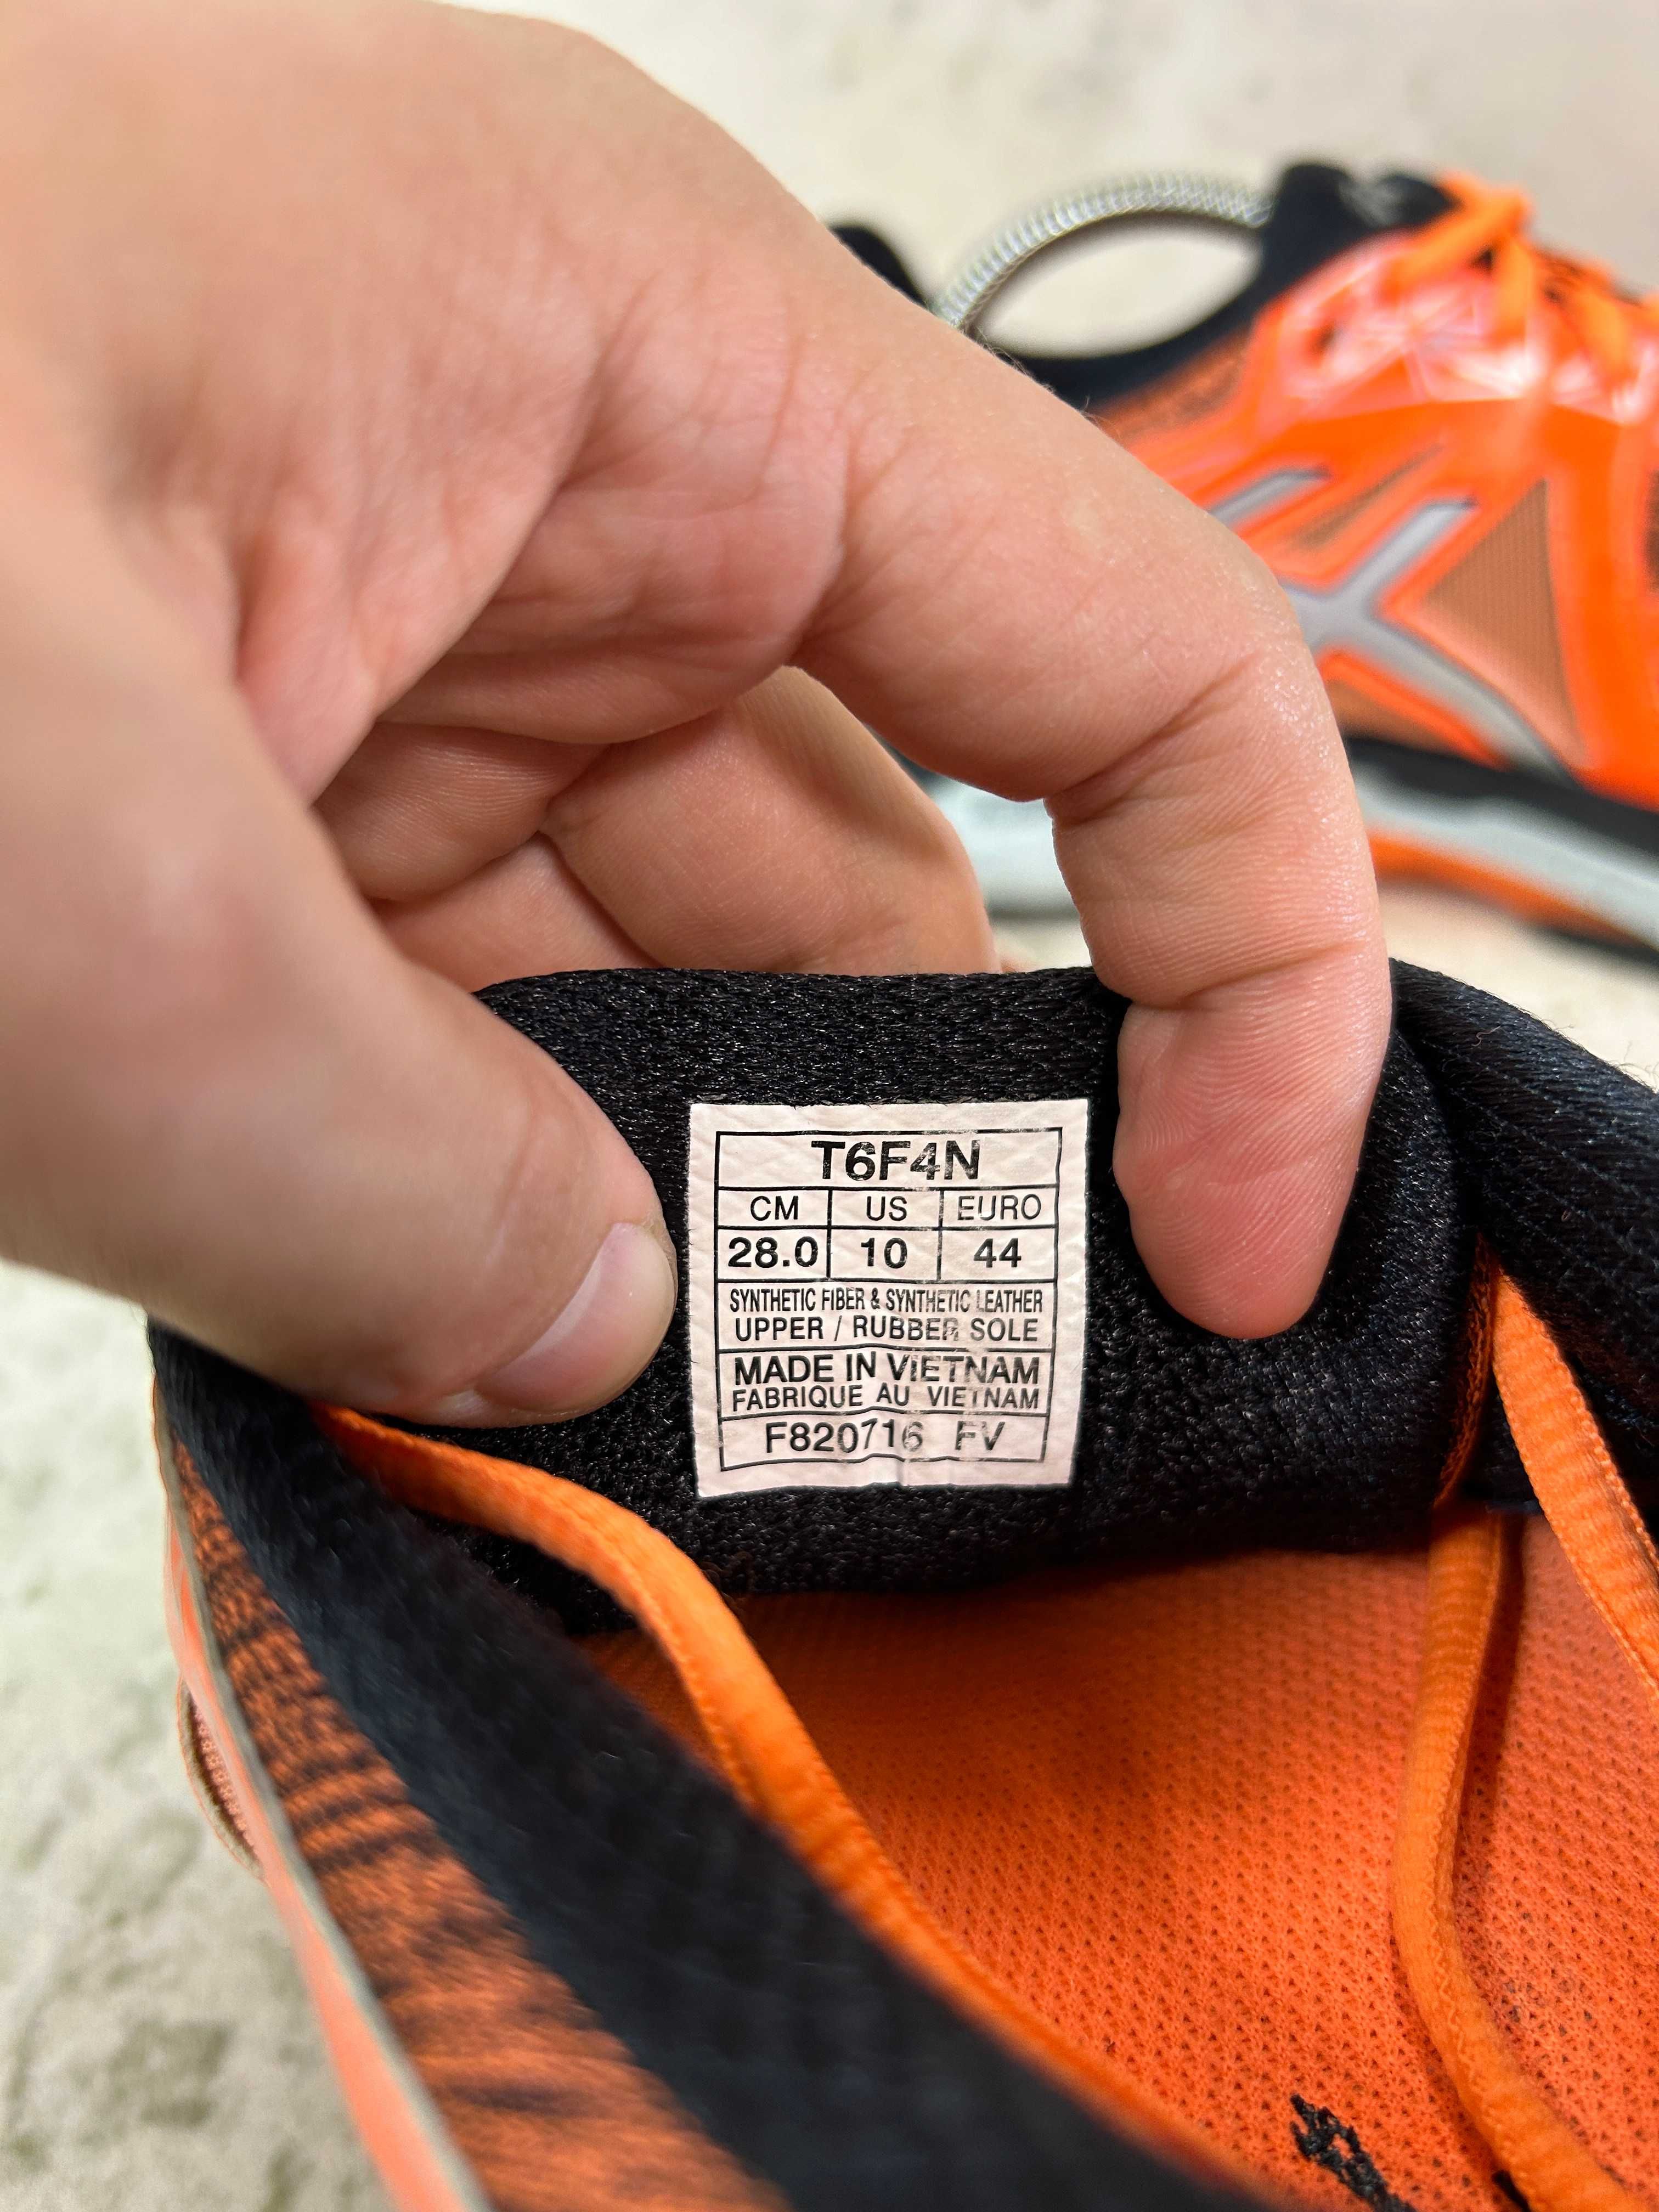 T6F4N
CM US EURO
28.0 10 44
SYNTHETIC FIBER & SYNTHETIC LEATHER
UPPER / RUBBER SOLE
MADE IN VIETNAM
FABRIQUE AU VIETNAM
F820716 FV